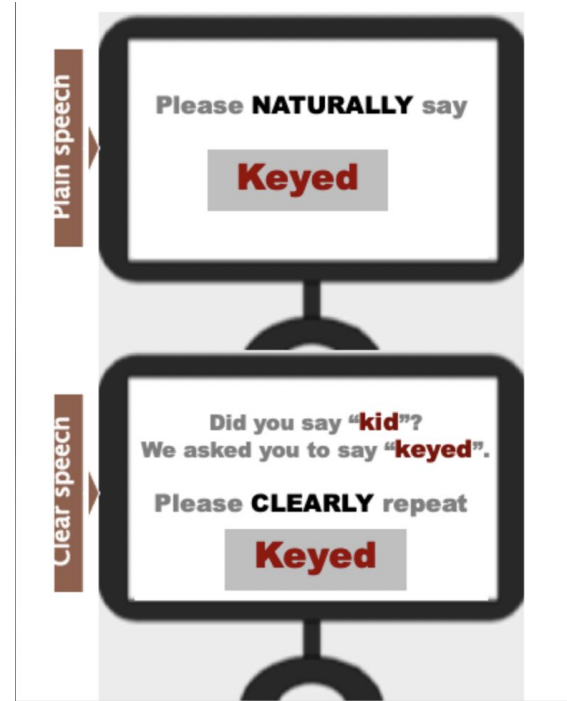 Plain speech
Please NATURALLY say
Keyed
Clear speech
Did you say “kid”?
We asked you to say “keyed”.
Please CLEARLY repeat
Keyed